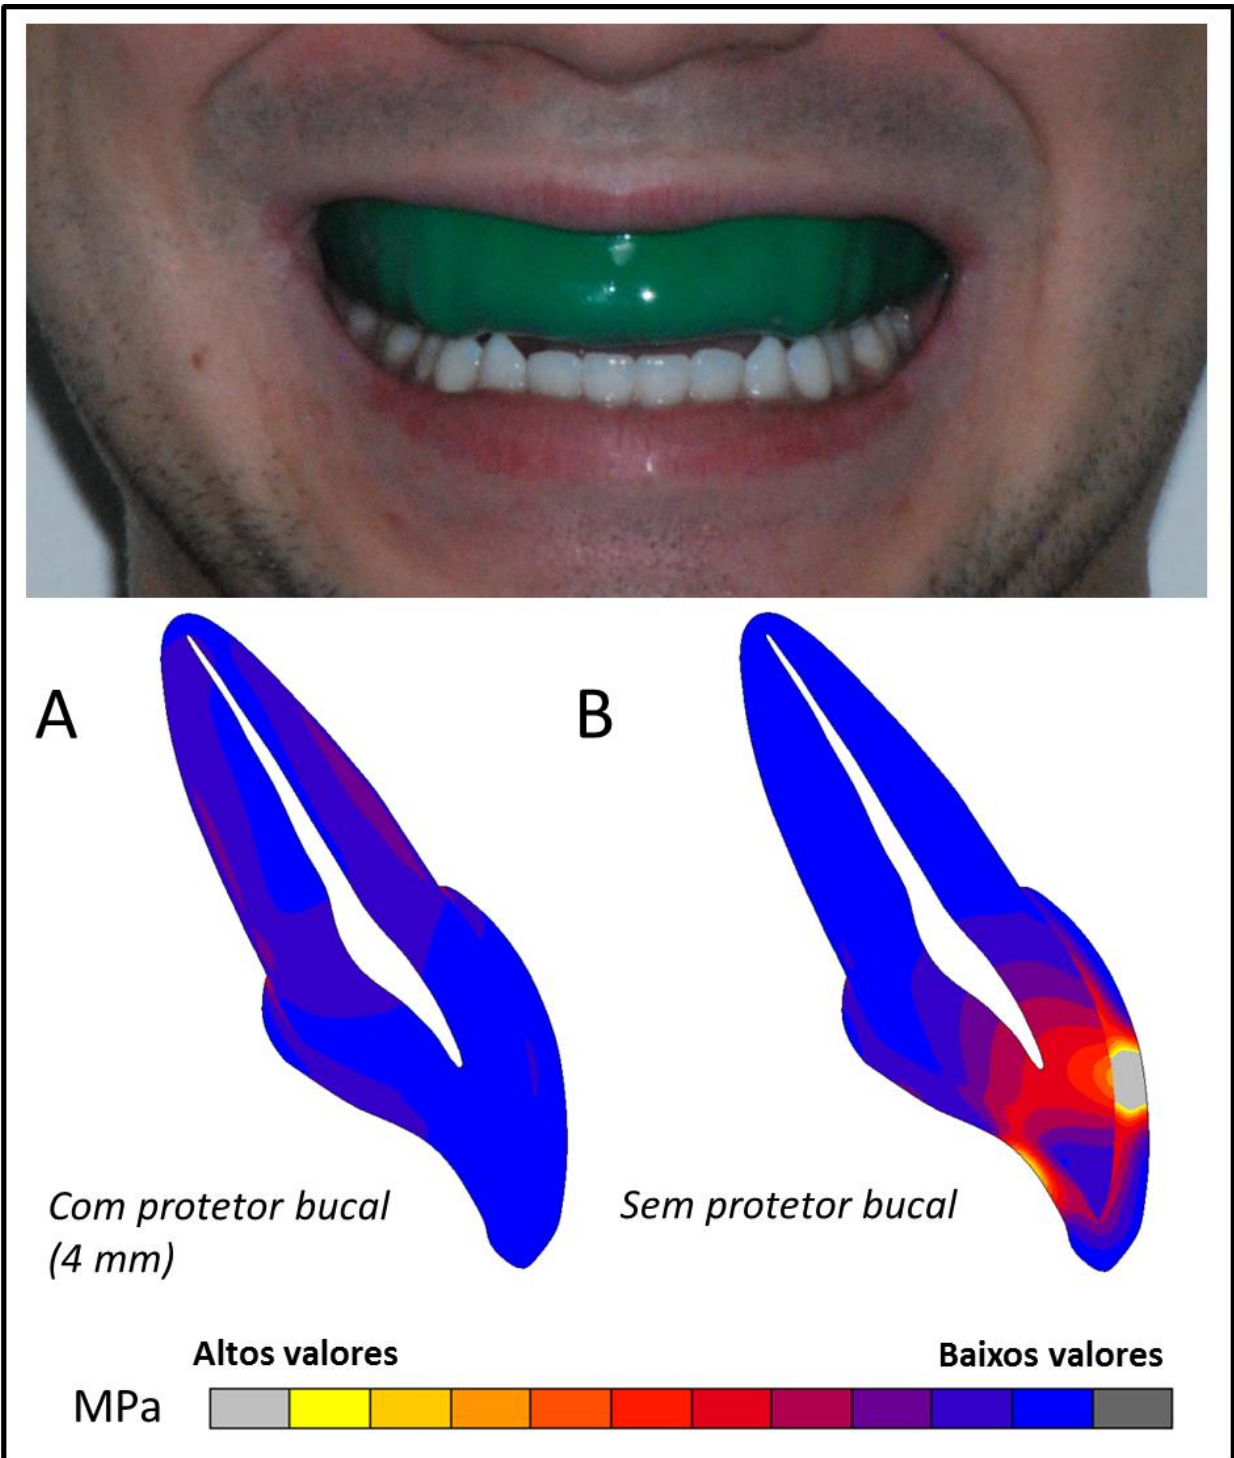 A
B
Com protetor bucal
(4 mm)
Sem protetor bucal
Altos valores
Baixos valores
MPa